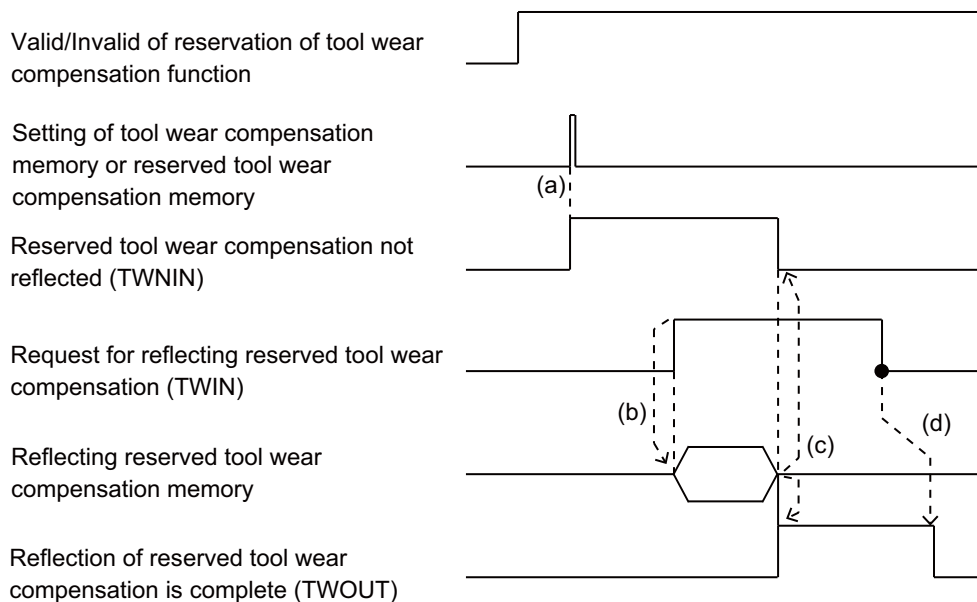 Valid/Invalid of reservation of tool wear
compensation function
Setting of tool wear compensation
memory or reserved tool wear
compensation memory
(a)
Reserved tool wear compensation not
reflected (TWNIN)
Request for reflecting reserved tool wear
compensation (TWIN)
(b)
(c)
(d)
Reflecting reserved tool wear
compensation memory
Reflection of reserved tool wear
compensation is complete (TWOUT)